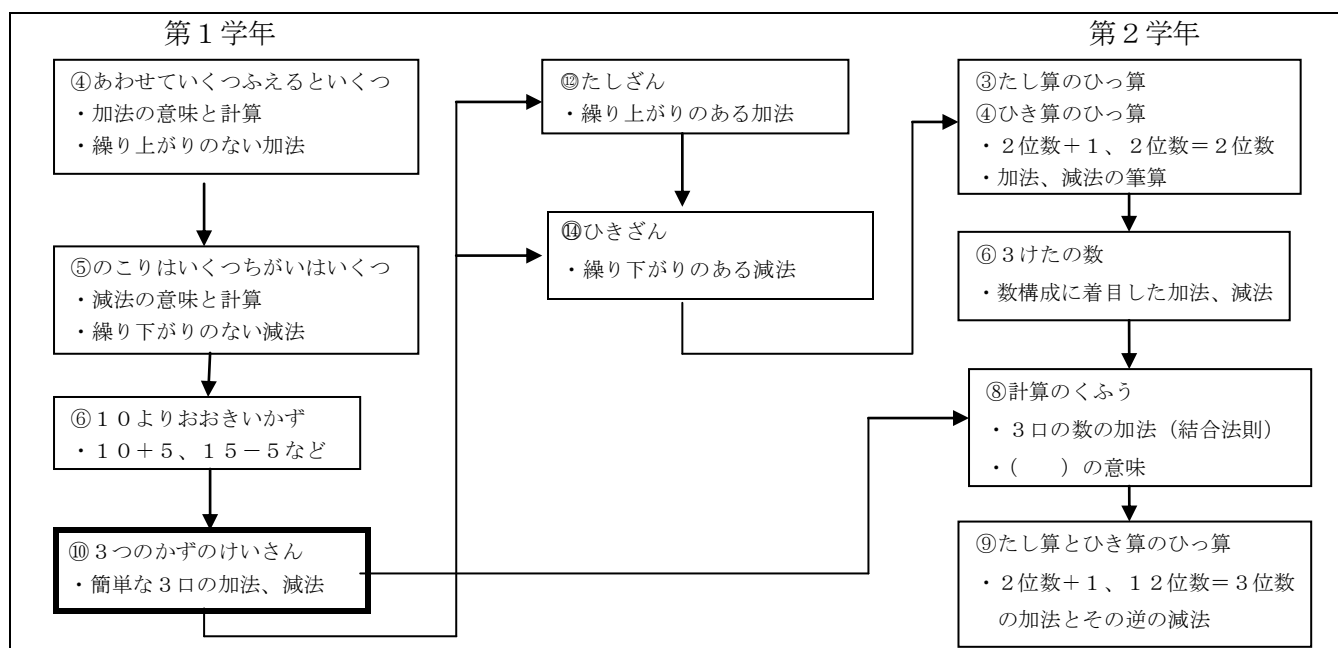 第１学年
④あわせていくつふえるといくつ
・加法の意味と計算
・繰り上がりのない加法
⑤のこりはいくつちがいはいくつ
・減法の意味と計算
・繰り下がりのない減法
⑥１０よりおおきいかず
・１０＋５、１５－５など
⑩３つのかずのけいさん
・簡単な３口の加法、減法
⑫たしざん
・繰り上がりのある加法
⑭ひきざん
・繰り下がりのある減法
第２学年
③たし算のひっ算
④ひき算のひっ算
・２位数＋１、２位数＝２位数
・加法、減法の筆算
⑥３けたの数
・数構成に着目した加法、減法
⑧計算のくふう
・３口の数の加法（結合法則）
・（　　）の意味
⑨たし算とひき算のひっ算
・２位数＋１、１２位数＝３位数
の加法とその逆の減法